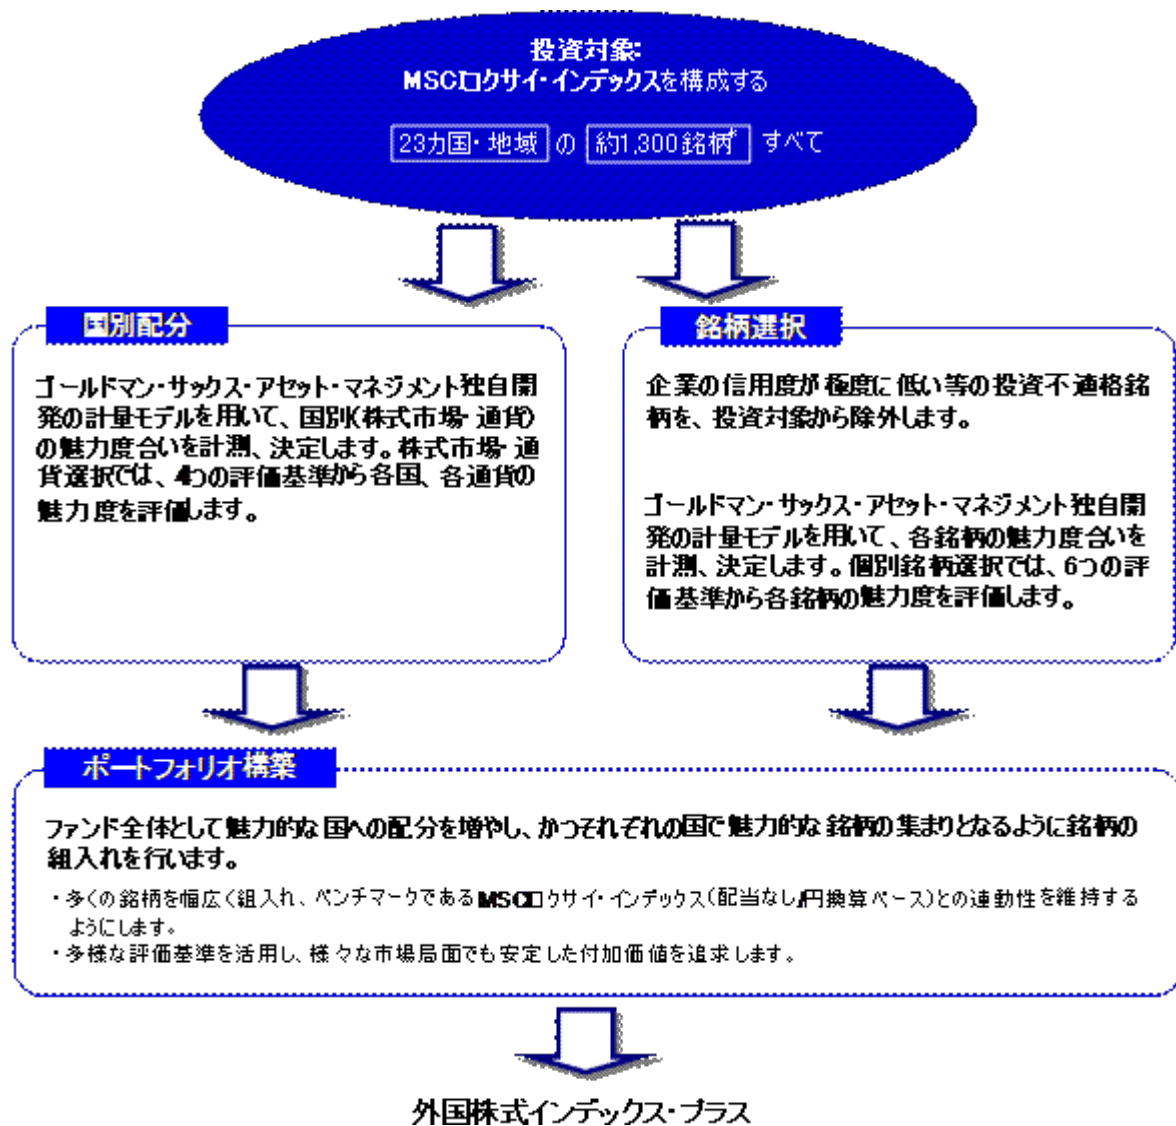 投資対象:
MSCIコクサイ・インデックスを構成する
23カ国・地域 の 約1,300銘柄* すべて
国別配分
ゴールドマン・サックス・アセット・マネジメント独自開
発の計量モデルを用いて、国別(株式市場・通貨)
の魅力度合いを計測、決定します。株式市場・通
貨選択では、4つの評価基準から各国、各通貨の
魅力度を評価します。
銘柄選択
企業の信用度が極度に低い等の投資不適格銘
柄を、投資対象から除外します。
ゴールドマン・サックス・アセット・マネジメント独自開
発の計量モデルを用いて、各銘柄の魅力度合いを
計測、決定します。個別銘柄選択では、6つの評
価基準から各銘柄の魅力度を評価します。
ポートフォリオ構築
ファンド全体として魅力的な国への配分を増やし、かつそれぞれの国で魅力的な銘柄の集まりとなるように銘柄の
組入れを行います。
・多くの銘柄を幅広く組入れ、ベンチマークであるMSCIコクサイ・インデックス(配当なし/円換算ベース)との連動性を維持する
ようにします。
・多様な評価基準を活用し、様々な市場局面でも安定した付加価値を追求します。
外国株式インデックス・プラス